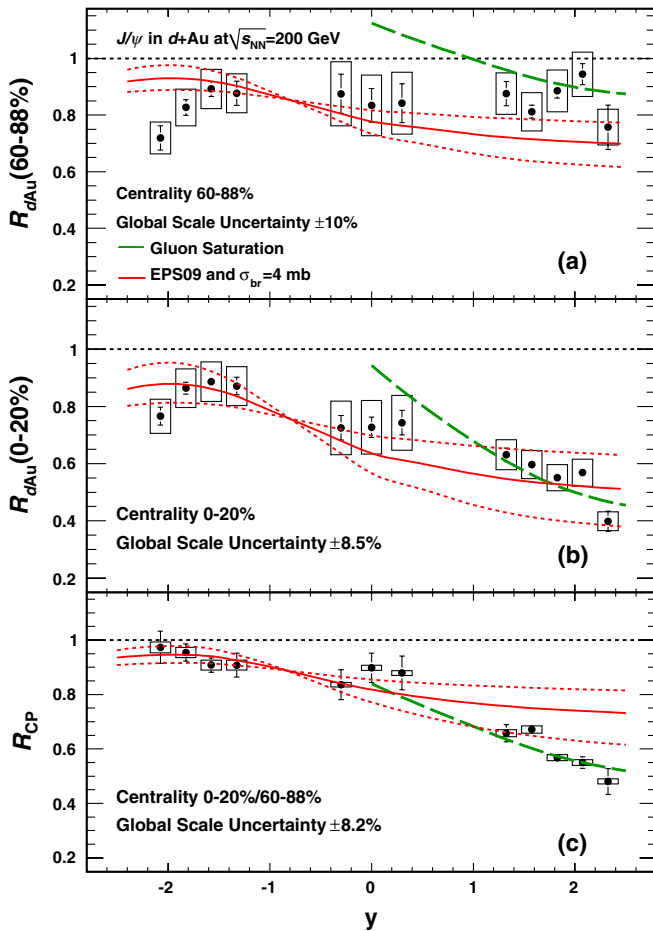 J/ψ in d+Au at √sNN=200 GeV
1
0.8
0.6
0.4
0.2
RdAu(60-88%)
Centrality 60-88%
Global Scale Uncertainty ±10%
Gluon Saturation
EPS09 and σbr=4 mb
(a)
1
0.8
0.6
0.4
0.2
RdAu(0-20%)
Centrality 0-20%
Global Scale Uncertainty ±8.5%
(b)
1
0.8
0.6
0.4
0.2
RCP
Centrality 0-20%/60-88%
Global Scale Uncertainty ±8.2%
(c)
-2 -1 0 1 2
y